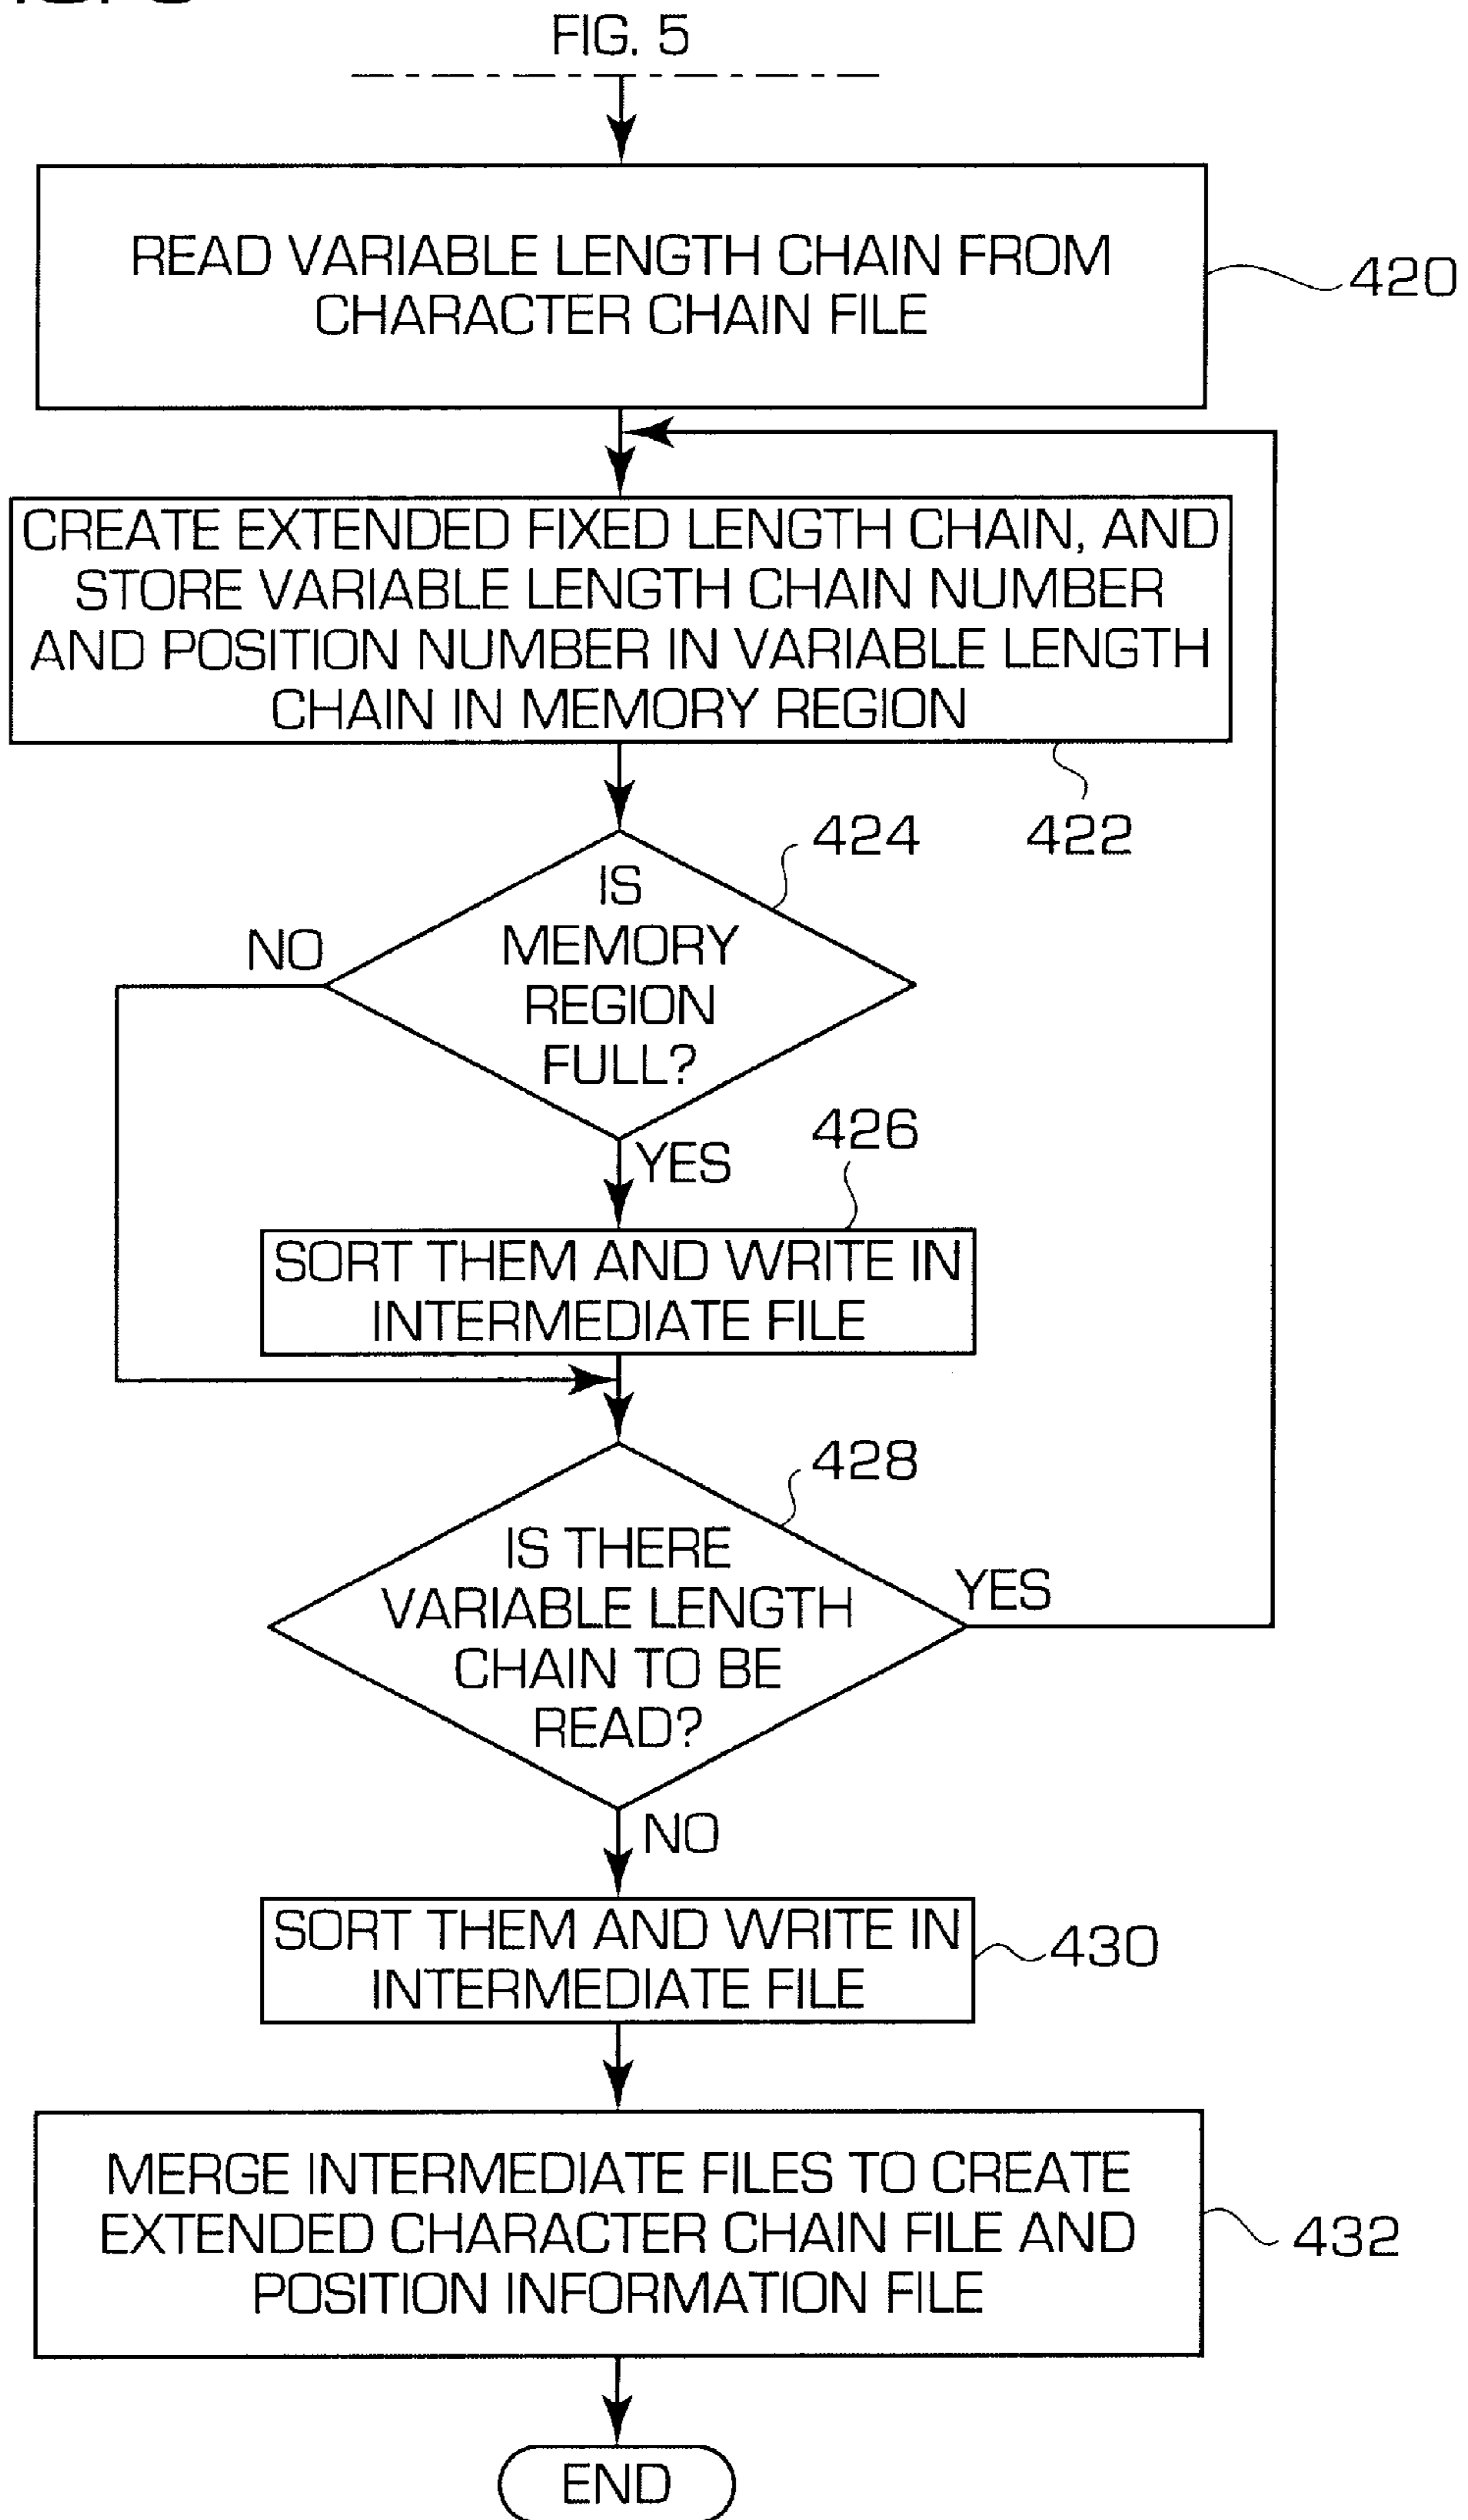 FIG. 5
READ VARIABLE LENGTH CHAIN FROM
CHARACTER CHAIN FILE
420
CREATE EXTENDED FIXED LENGTH CHAIN, AND
STORE VARIABLE LENGTH CHAIN NUMBER
AND POSITION NUMBER IN VARIABLE LENGTH
CHAIN IN MEMORY REGION
422
424
IS
MEMORY
REGION
FULL?
NO
YES
426
SORT THEM AND WRITE IN
INTERMEDIATE FILE
428
IS THERE
VARIABLE LENGTH
CHAIN TO BE
READ?
YES
NO
SORT THEM AND WRITE IN
INTERMEDIATE FILE
430
MERGE INTERMEDIATE FILES TO CREATE
EXTENDED CHARACTER CHAIN FILE AND
POSITION INFORMATION FILE
432
END